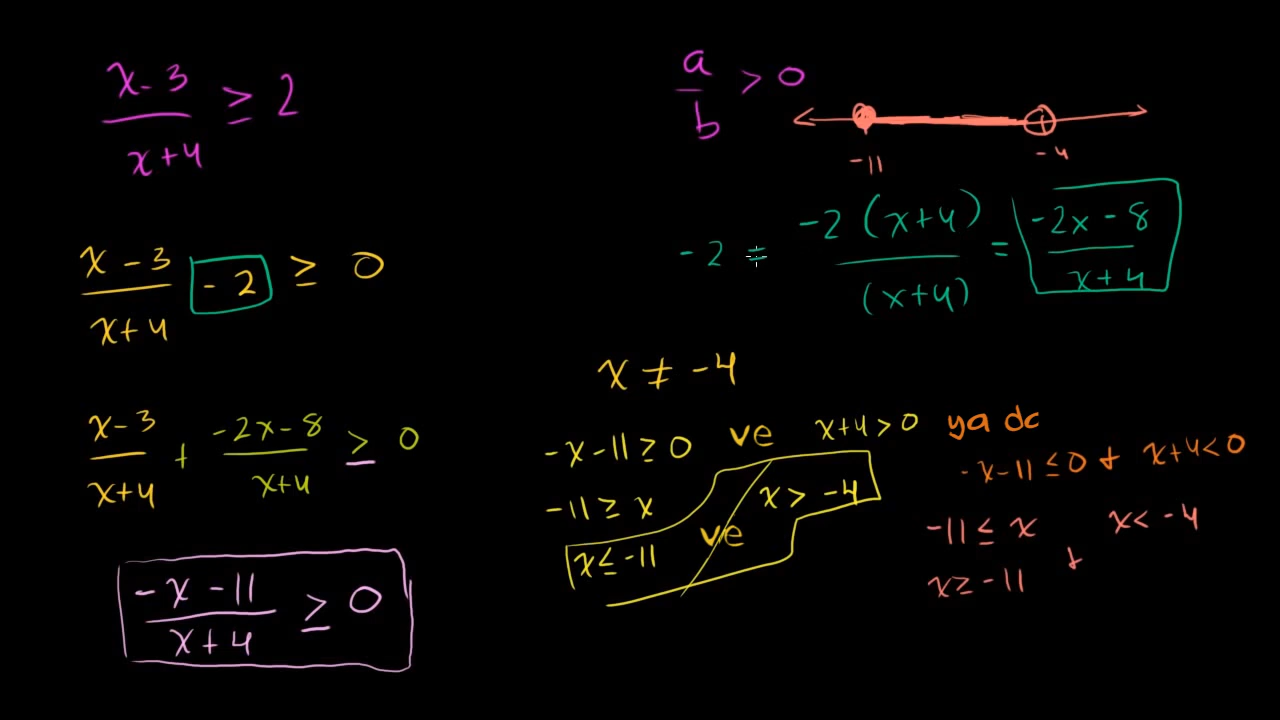 x - 3
x + 4
≥ 2
x - 3
x + 4
- 2
≥ 0
x - 3
x + 4
+
-2x - 8
x + 4
≥ 0
-x - 11
x + 4
≥ 0
a
b
> 0
-11
-4
-2 =
-2 (x + 4)
(x + 4)
=
-2x - 8
x + 4
x ≠ -4
-x - 11 ≥ 0 ve x + 4 > 0
-11 ≥ x
x > -4
x ≤ -11 ve
ya de
-x - 11 ≤ 0 + x + 4 < 0
-11 ≤ x x < -4
+
x ≥ -11